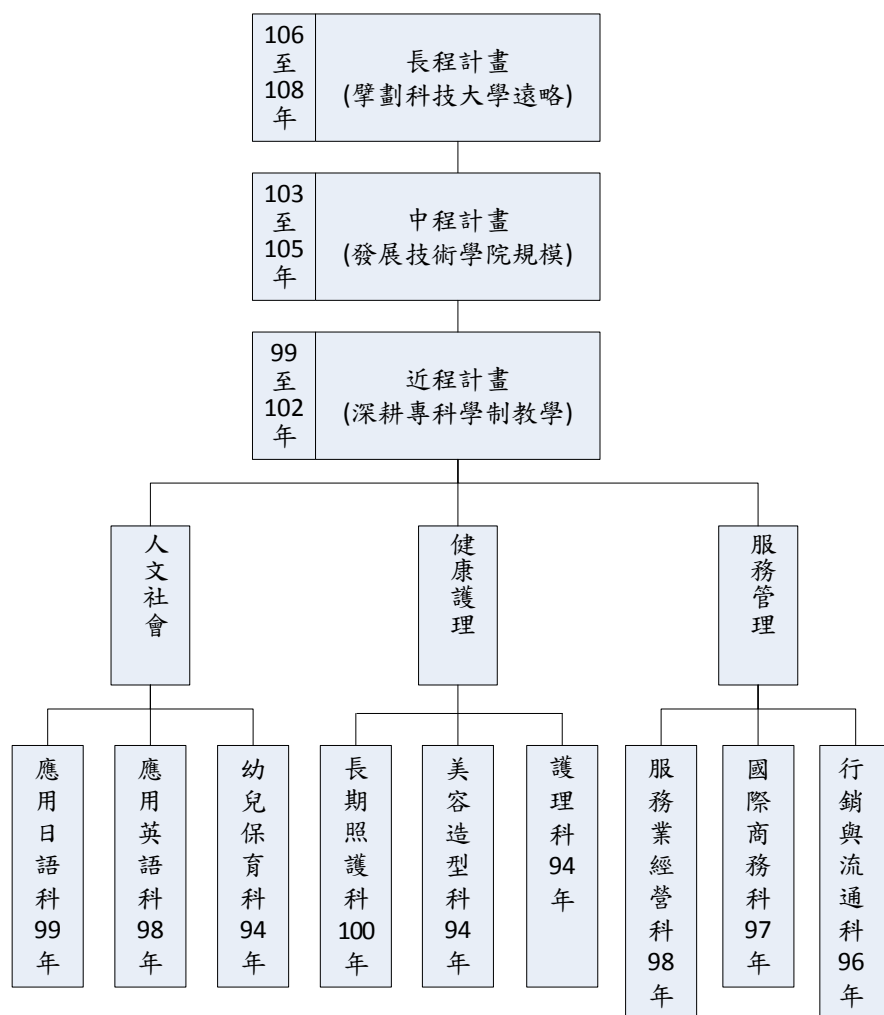 106
至
108
年
長程計畫
(擘劃科技大學遠略)
103
至
105
年
中程計畫
(發展技術學院規模)
99
至
102
年
近程計畫
(深耕專科學制教學)
人文社會
健康護理
服務管理
應用日語科99年
應用英語科98年
幼兒保育科94年
長期照護科100年
美容造型科94年
護理科94年
服務業經營科98年
國際商務科97年
行銷與流通科96年